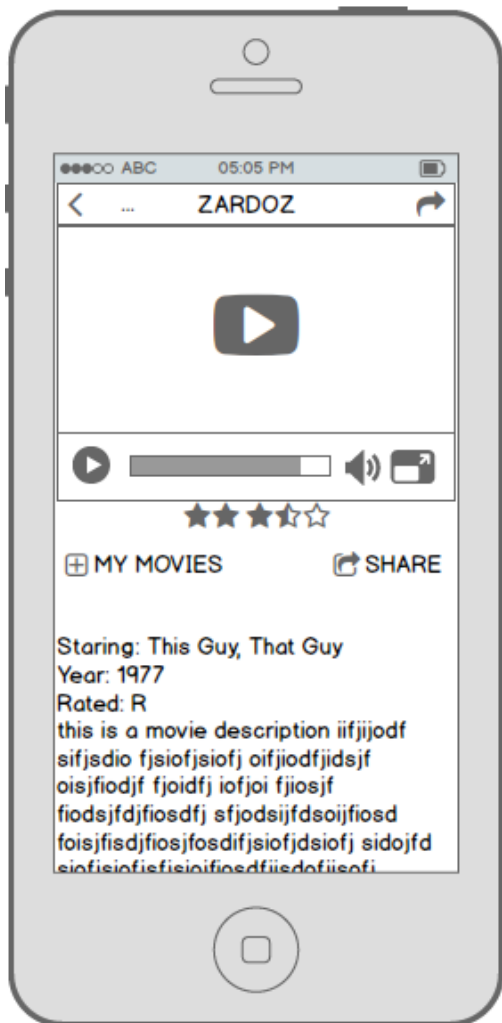 ABC 05:05 PM
... ZARDOZ
MY MOVIES SHARE
Staring: This Guy, That Guy
Year: 1977
Rated: R
this is a movie description iifjijodf
sifjsdio fjsiofjsiofj oifjiodfjidsjf
oisjfiodjf fjoidfj iofjoi fjiosjf
fiodsjfdjfiosdfj sfjodsijfdsoijfiosd
foisjfisdjfiosjfosdifjsiofjdsiofj sidojfd